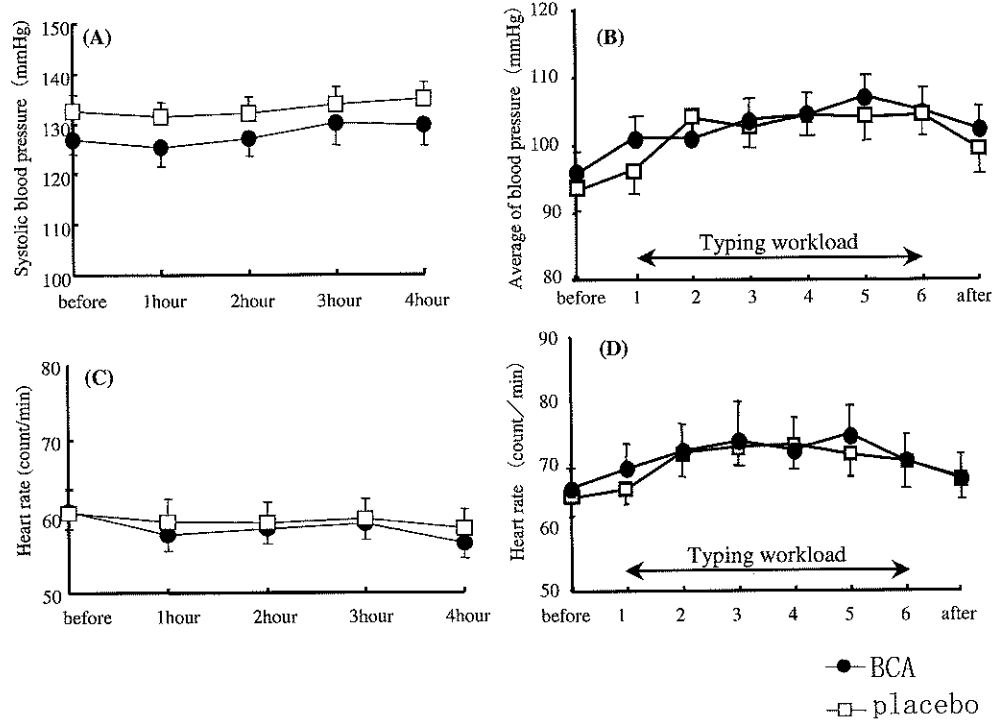 (A)
Systolic blood pressure (mmHg)
150
140
130
120
110
100
before 1hour 2hour 3hour 4hour
(B)
Average of blood pressure (mmHg)
120
110
100
90
80
Typing workload
before 1 2 3 4 5 6 after
(C)
Heart rate (count/min)
80
70
60
50
before 1hour 2hour 3hour 4hour
(D)
Heart rate (count/min)
90
80
70
60
50
Typing workload
before 1 2 3 4 5 6 after
BCA
placebo